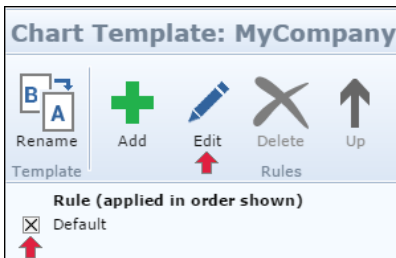 Chart Template: MyCompany
B
A
Rename Add Edit Delete Up
Template Rules
Rule (applied in order shown)
Default